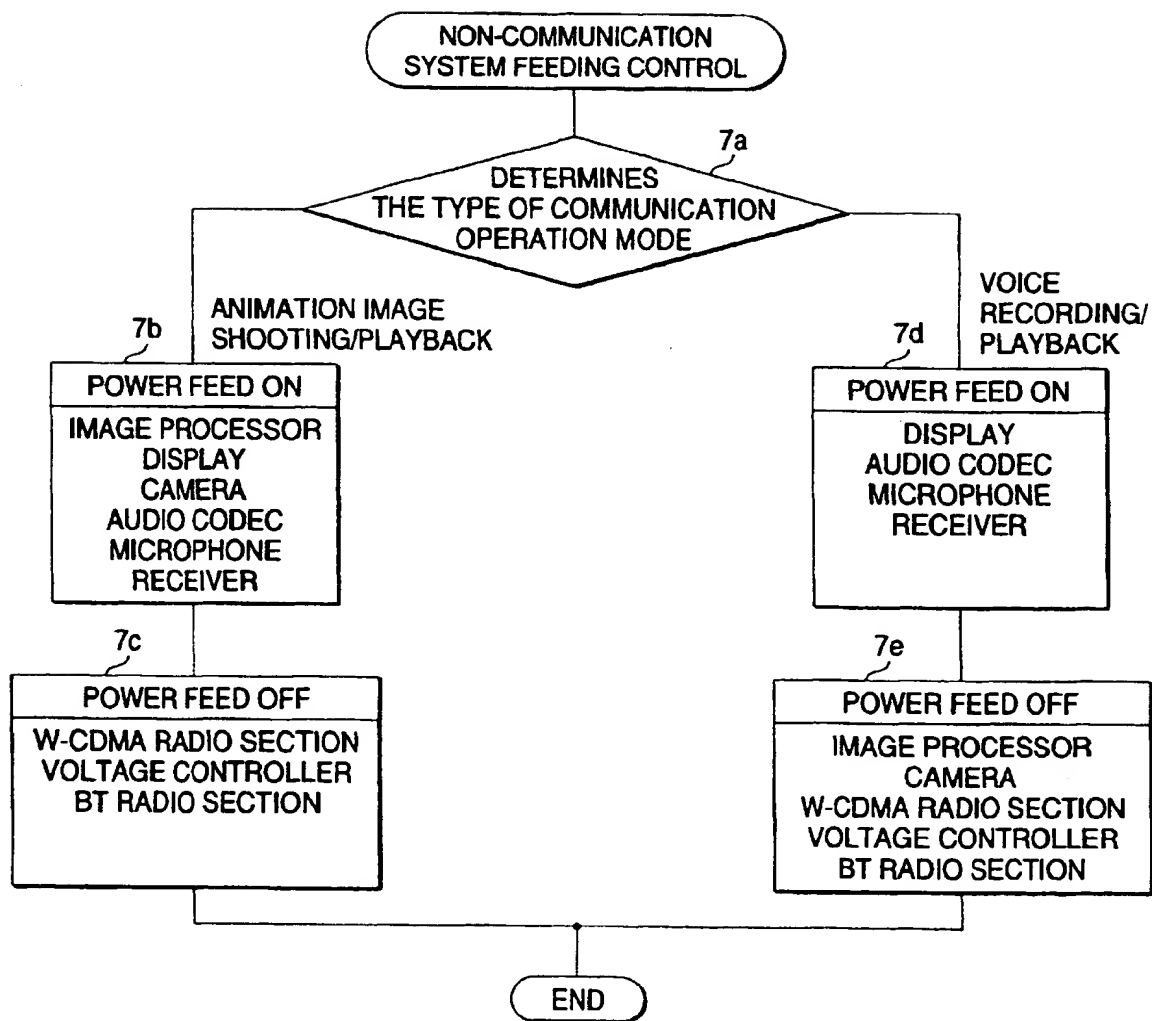 NON-COMMUNICATION
SYSTEM FEEDING CONTROL
7a
DETERMINES
THE TYPE OF COMMUNICATION
OPERATION MODE
ANIMATION IMAGE
SHOOTING/PLAYBACK
7b
POWER FEED ON
IMAGE PROCESSOR
DISPLAY
CAMERA
AUDIO CODEC
MICROPHONE
RECEIVER
7c
POWER FEED OFF
W-CDMA RADIO SECTION
VOLTAGE CONTROLLER
BT RADIO SECTION
VOICE
RECORDING/
PLAYBACK
7d
POWER FEED ON
DISPLAY
AUDIO CODEC
MICROPHONE
RECEIVER
7e
POWER FEED OFF
IMAGE PROCESSOR
CAMERA
W-CDMA RADIO SECTION
VOLTAGE CONTROLLER
BT RADIO SECTION
END